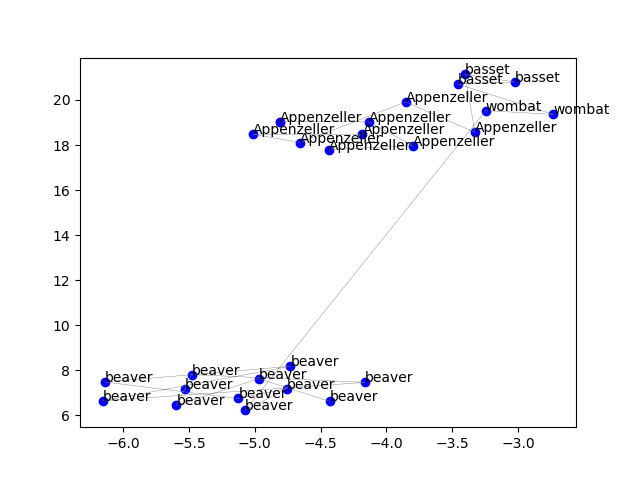 basset
basset
basset
Appenzeller
wombat
wombat
Appenzeller
Appenzeller
Appenzeller
Appenzeller
Appenzeller
Appenzeller
Appenzeller
Appenzeller
20
18
16
14
12
10
8
6
beaver
beaver
beaver
beaver
beaver
beaver
beaver
beaver
beaver
beaver
beaver
beaver
−6.0
−5.5
−5.0
−4.5
−4.0
−3.5
−3.0